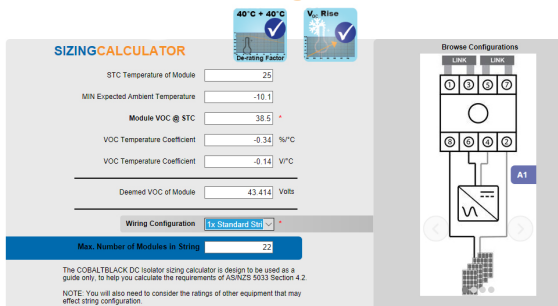 40°C + 40°C
De-rating Factor
Voc Rise
SIZINGCALCULATOR
STC Temperature of Module 25
MIN Expected Ambient Temperature -10.1
Module VOC @ STC 38.5 *
VOC Temperature Coefficient -0.34 %/°C
VOC Temperature Coefficient -0.14 V/°C
Deemed VOC of Module 43.414 Volts
Wiring Configuration 1x Standard Stri *
Max. Number of Modules in String 22
The COBALTBLACK DC isolator sizing calculator is design to be used as a
guide only, to help you calculate the requirements of AS/NZS 5033 Section 4.2.
NOTE: You will also need to consider the ratings of other equipment that may
effect string configuration.
Browse Configurations
LINK LINK
1 3 5 7
8 6 4 2
A1